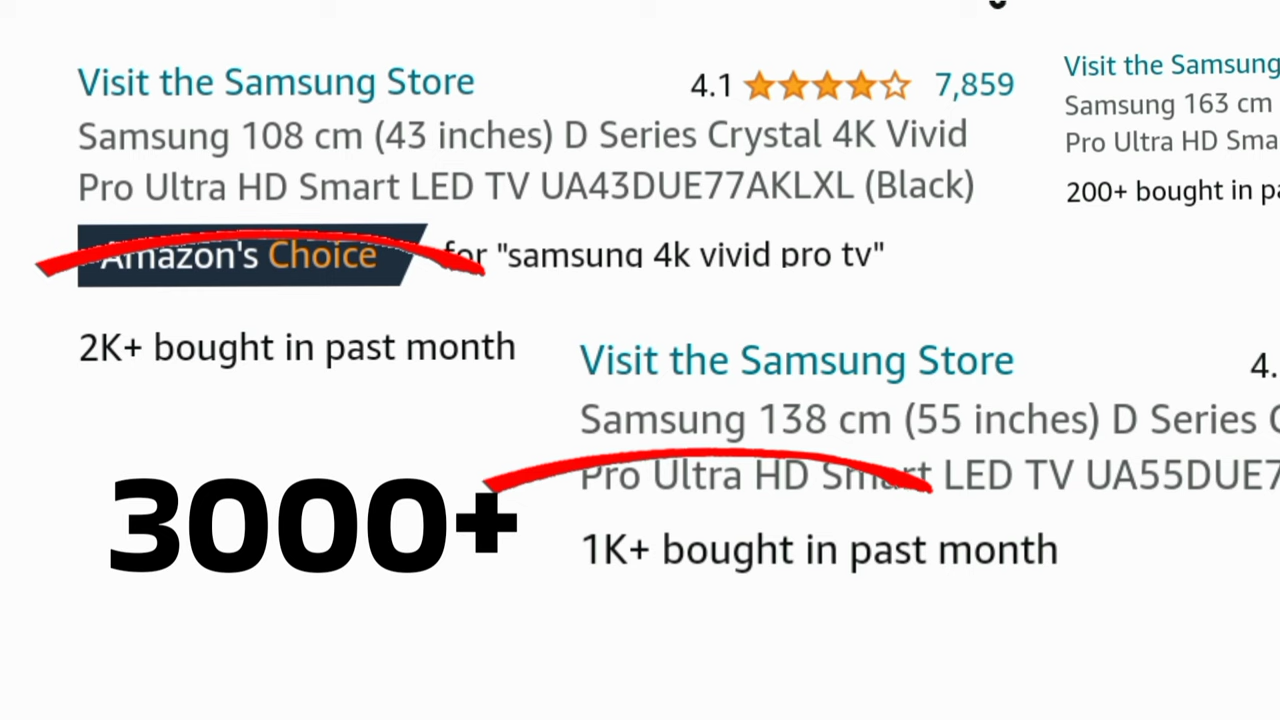 Visit the Samsung Store 4.1 7,859
Samsung 108 cm (43 inches) D Series Crystal 4K Vivid
Pro Ultra HD Smart LED TV UA43DUE77AKLXL (Black)
Amazon's Choice for "samsung 4k vivid pro tv"
2K+ bought in past month
Visit the Samsung
Samsung 163 cm
Pro Ultra HD Sma
200+ bought in pa
Visit the Samsung Store 4.
Samsung 138 cm (55 inches) D Series C
Pro Ultra HD Smart LED TV UA55DUE7
1K+ bought in past month
3000+